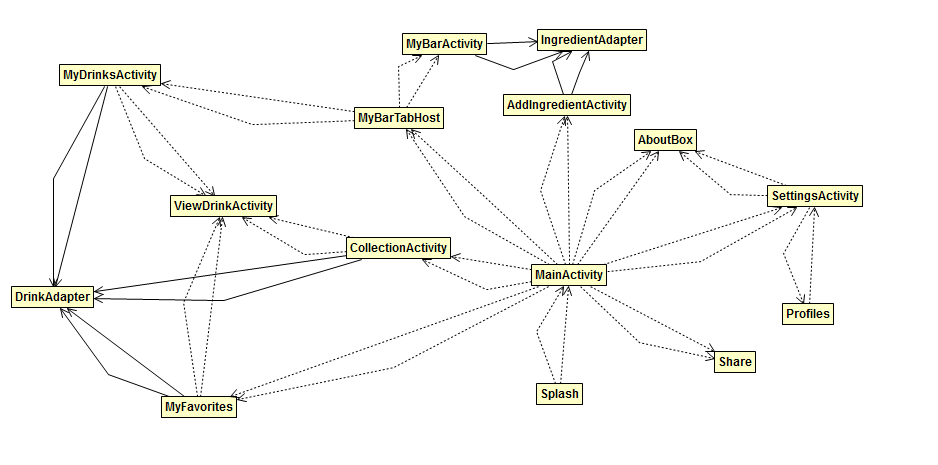 IngredientAdapter
MyBarActivity
MyDrinksActivity
AddIngredientActivity
MyBarTabHost
AboutBox
SettingsActivity
ViewDrinkActivity
CollectionActivity
MainActivity
DrinkAdapter
Profiles
Share
Splash
MyFavorites